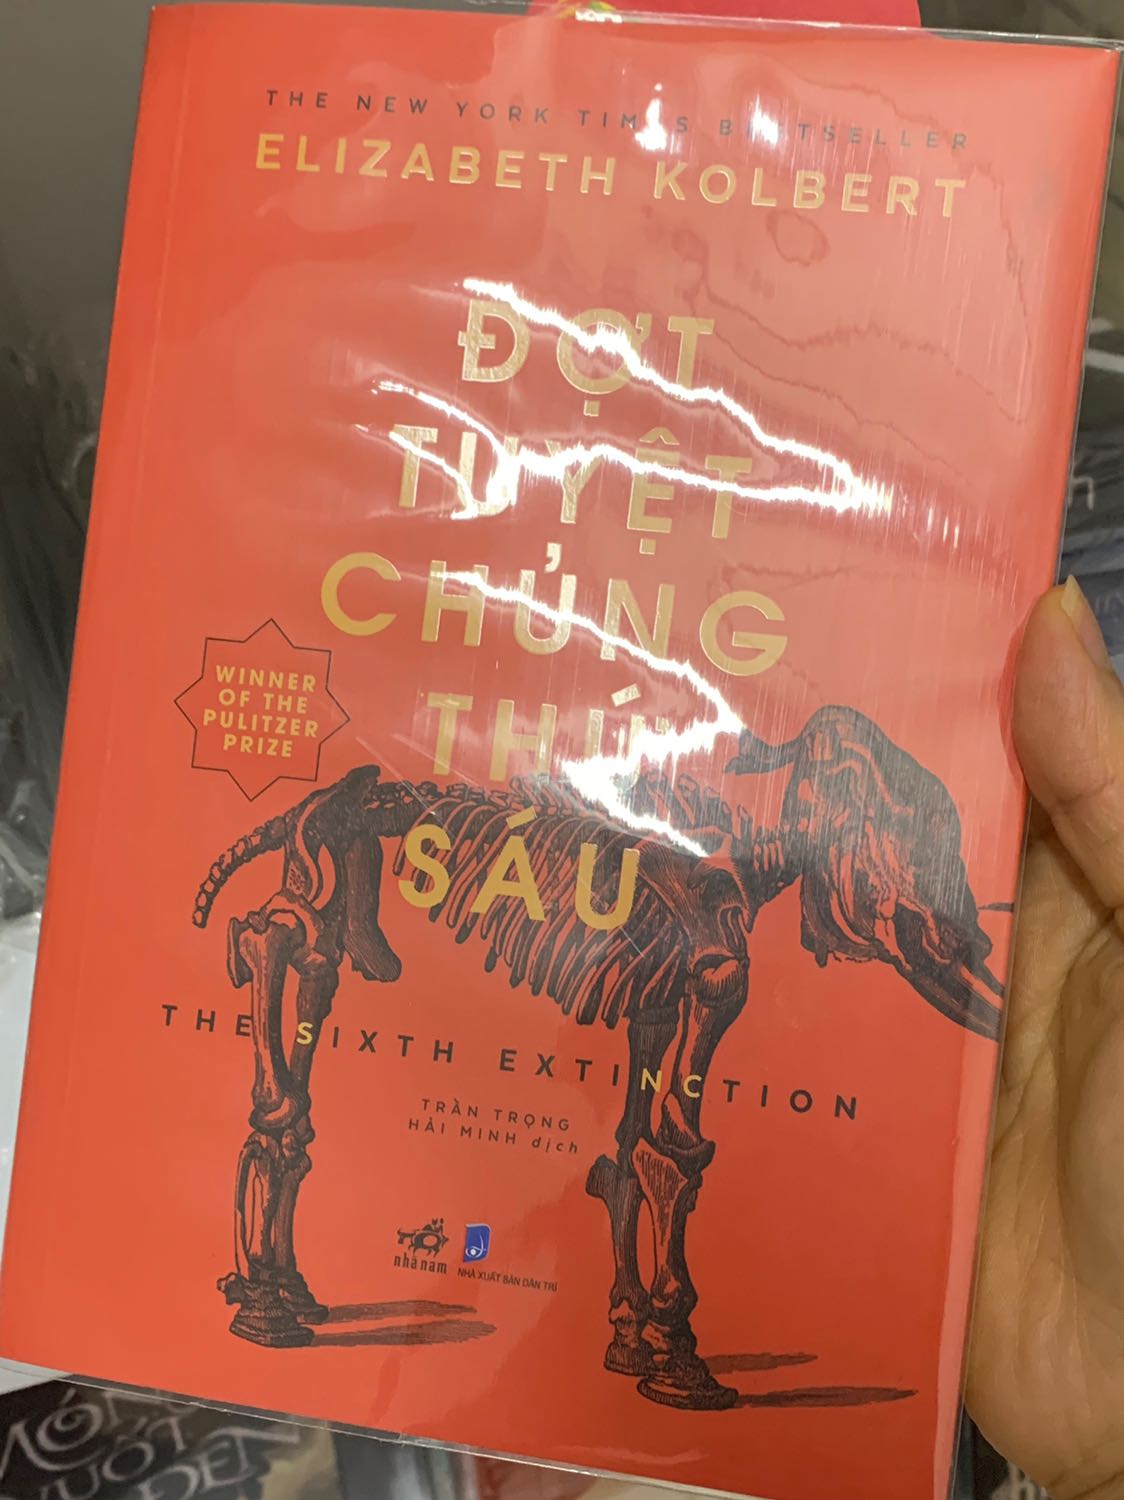 THE NEW YORK TIMES BESTSELLER
ELIZABETH KOLBERT
ĐỢT
TUYỆT
CHỦNG
THỨ
SÁU
WINNER
OF THE
PULITZER
PRIZE
THE SIXTH EXTINCTION
TRẦN TRỌNG
HẢI MINH dịch
nhã nam
NHÀ XUẤT BẢN DÂN TRÍ
ĐEN